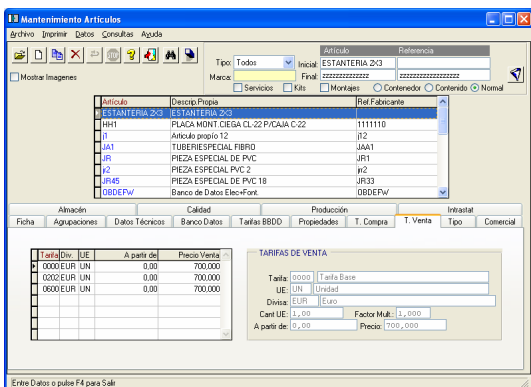 Mantenimiento Artículos
Archivo Imprimir Datos Consultas Ayuda
Artículo Referencia
Tipo: Todos Inicial: ESTANTERIA 2X3
Marca: Final: zzzzzzzzzzzzzz zzzzzzzzzzzzzzzzzzz
Mostrar Imagenes
Servicios Kits Montajes Contenedor Contenido Normal
Artículo Descrip.Propia Ref.Fabricante
ESTANTERIA 2X3 ESTANTERIA 2X3
HH1 PLACA MONT.CIEGA CL-22 P/CAJA C-22 1111110
j1 Artículo propio 12 j12
JA1 TUBERIESPECIAL FIBRO JAA1
JR PIEZA ESPECIAL DE PVC JR1
jr2 PIEZA ESPECIAL PVC 2 jrr2
JR45 PIEZA ESPECIAL DE PVC 18 JR33
OBDEFW Banco de Datos Elec+Font. OBDEFW
Almacén Calidad Producción Intrastat
Ficha Agrupaciones Datos Técnicos Banco Datos Tarifas BBDD Propiedades T. Compra T. Venta Tipo Comercial
Tarifa Div. UE A partir de Precio Venta
0000 EUR UN 0,00 700,000
0202 EUR UN 0,00 700,000
0600 EUR UN 0,00 700,000
TARIFAS DE VENTA
Tarifa: 0000 Tarifa Base
UE: UN Unidad
Divisa: EUR Euro
Cant UE: 1,00 Factor Mult.: 1,000
A partir de: 0,00 Precio: 700,000
Entre Datos o pulse F4 para Salir